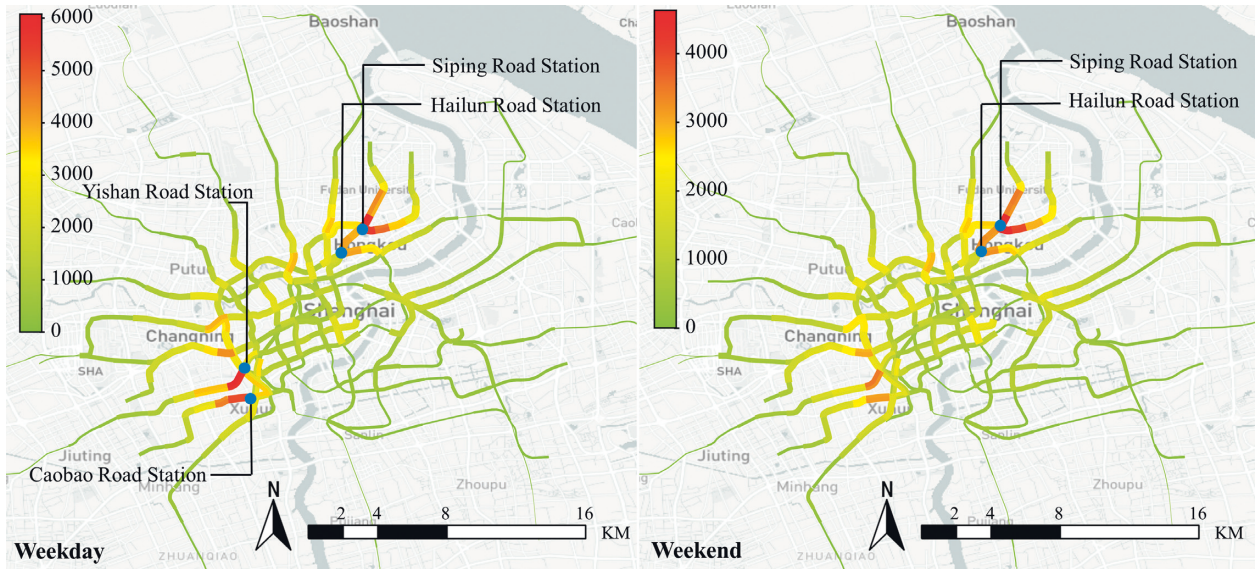 6000
5000
4000
3000
2000
1000
0
Baoshan
Siping Road Station
Hailun Road Station
Yishan Road Station
Fudan University
Hongkou
Putuo
Shanghai
Changning
SHA
Xuhui
Sanlin
Jiuting
Caobao Road Station
Minhang
Zhoupu
N
Pujiang
2 4 8 16
KM
Weekday
ZHUANQIAO
4000
3000
2000
1000
0
Baoshan
Siping Road Station
Hailun Road Station
Fudan University
Hongkou
Putuo
Shanghai
Changning
SHA
Xuhui
Sanlin
Jiuting
Minhang
Zhoupu
N
Pujiang
2 4 8 16
KM
Weekend
ZHUANQIAO